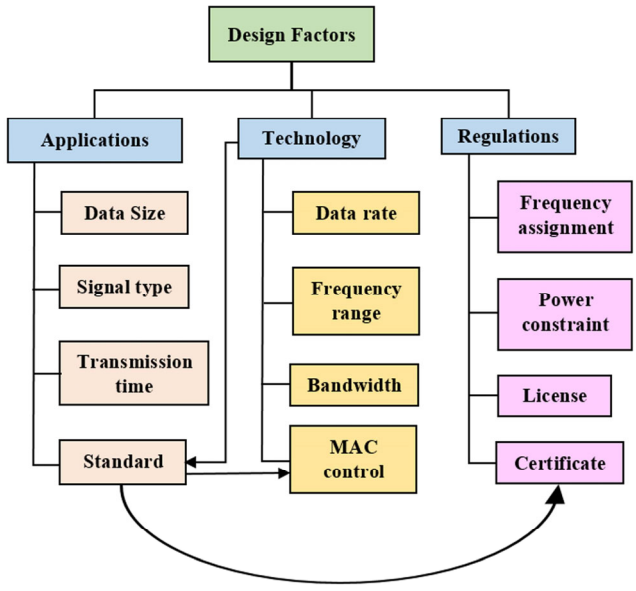 Design Factors
Applications
Technology
Regulations
Data Size
Signal type
Transmission
time
Standard
Data rate
Frequency
range
Bandwidth
MAC
control
Frequency
assignment
Power
constraint
License
Certificate